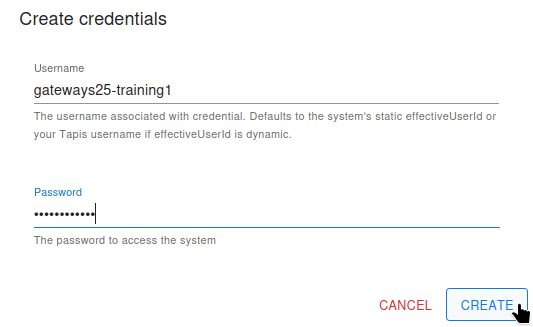 Create credentials
Username
gateways25-training1
The username associated with credential. Defaults to the system's static effectiveUserId or
your Tapis username if effectiveUserId is dynamic.
Password
••••••••••••
The password to access the system
CANCEL CREATE